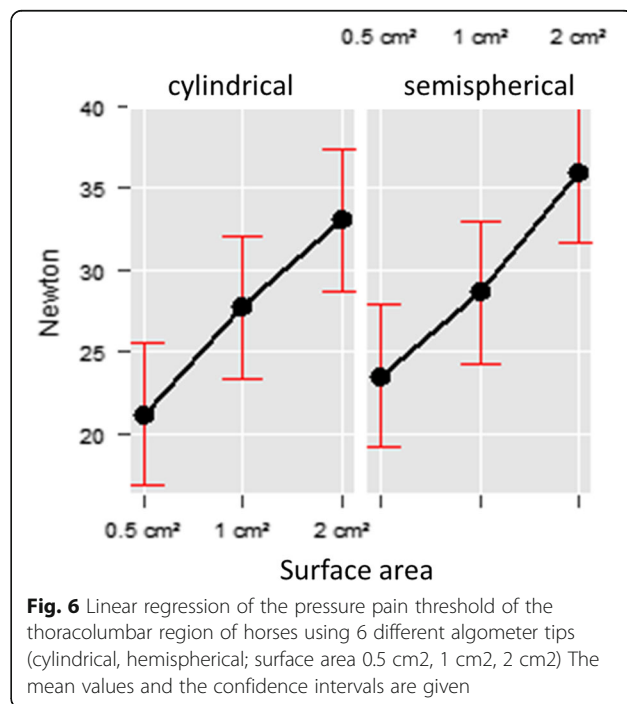 0.5 cm² 1 cm² 2 cm²
cylindrical semispherical
40
35
30
25
20
Newton
0.5 cm² 1 cm² 2 cm²
Surface area
Fig. 6 Linear regression of the pressure pain threshold of the
thoracolumbar region of horses using 6 different algometer tips
(cylindrical, hemispherical; surface area 0.5 cm2, 1 cm2, 2 cm2) The
mean values and the confidence intervals are given